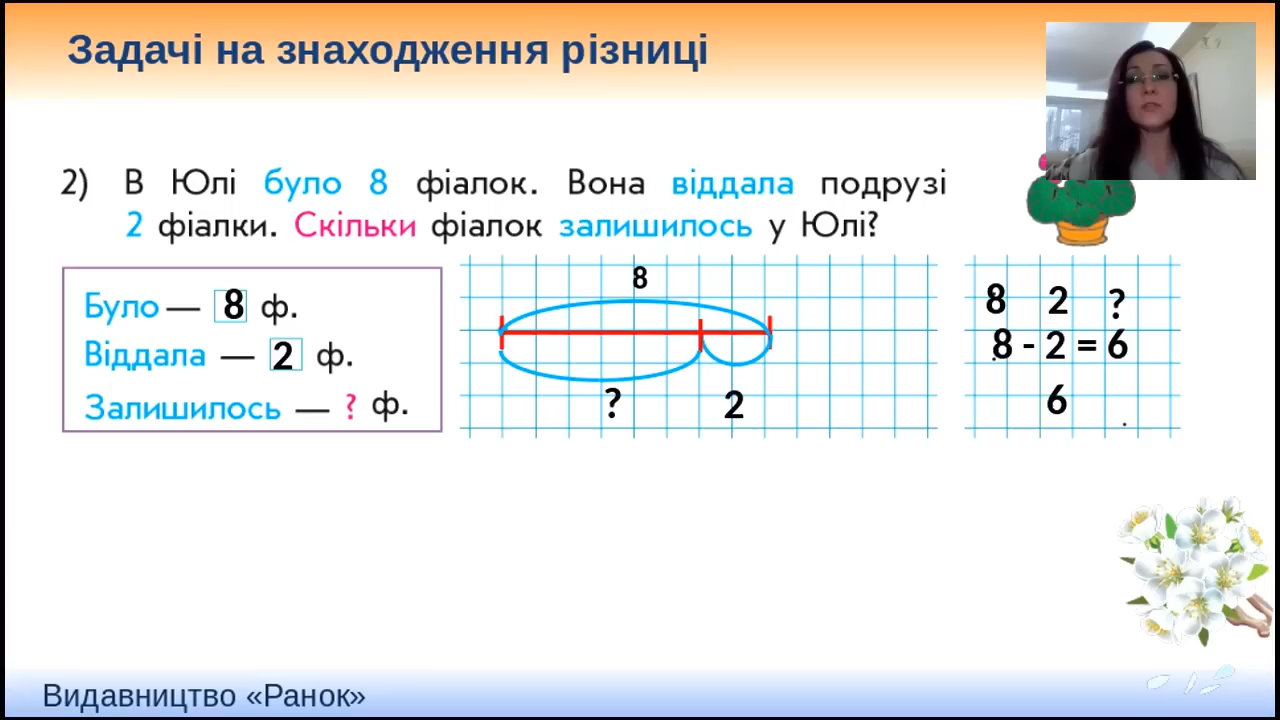 Задачі на знаходження різниці
2) В Юлі було 8 фіалок. Вона віддала подрузі
2 фіалки. Скільки фіалок залишилось у Юлі?
Було — 8 ф.
Віддала — 2 ф.
Залишилось — ? ф.
8
? 2
8 2 ?
8 - 2 = 6
6
Видавництво «Ранок»